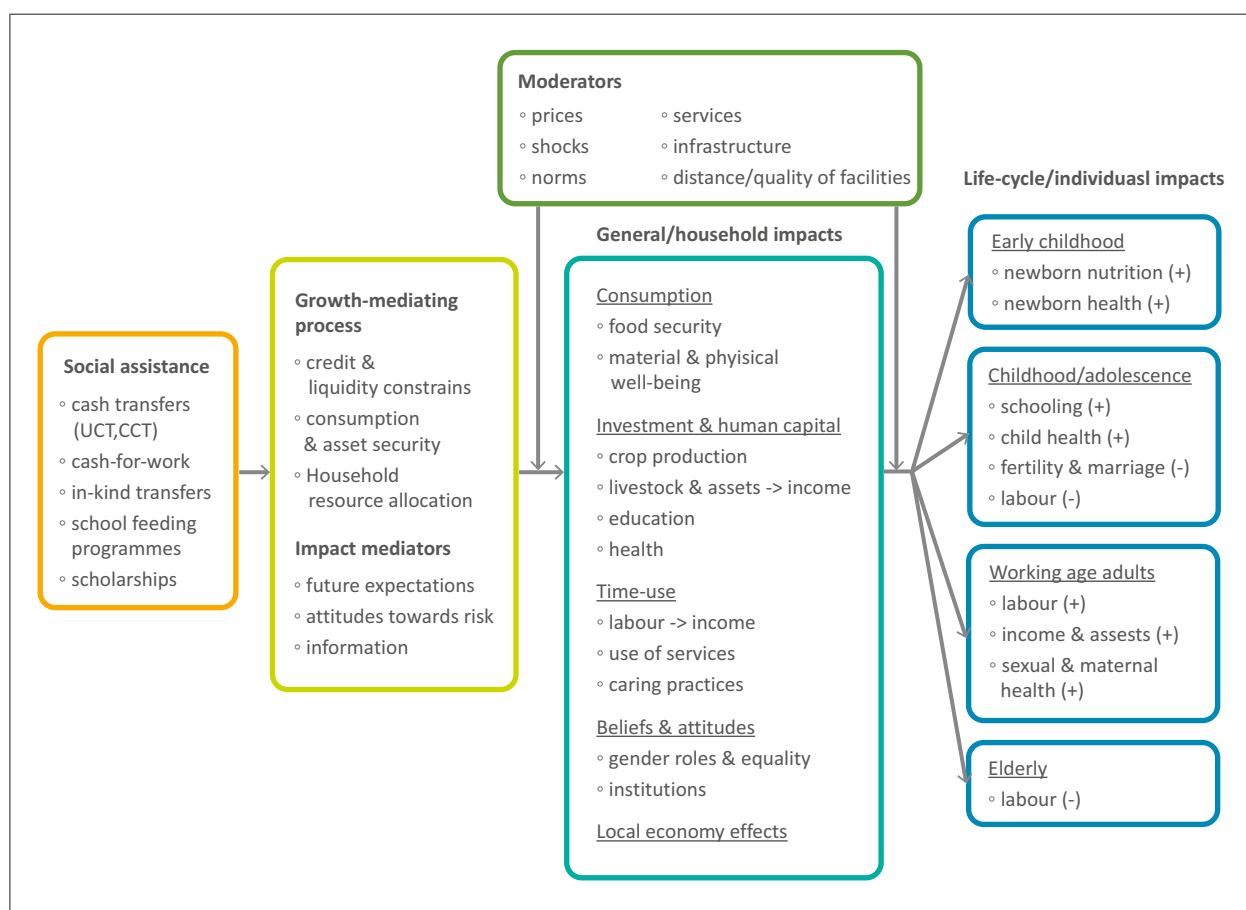 Moderators
◦ prices
◦ shocks
◦ norms
◦ services
◦ infrastructure
◦ distance/quality of facilities
Social assistance
◦ cash transfers
(UCT,CCT)
◦ cash-for-work
◦ in-kind transfers
◦ school feeding
programmes
◦ scholarships
Growth-mediating
process
◦ credit &
liquidity constrains
◦ consumption
& asset security
◦ Household
resource allocation
Impact mediators
◦ future expectations
◦ attitudes towards risk
◦ information
General/household impacts
Consumption
◦ food security
◦ material & phyisical
well-being
Investment & human capital
◦ crop production
◦ livestock & assets -> income
◦ education
◦ health
Time-use
◦ labour -> income
◦ use of services
◦ caring practices
Beliefs & attitudes
◦ gender roles & equality
◦ institutions
Local economy effects
Life-cycle/individuasl impacts
Early childhood
◦ newborn nutrition (+)
◦ newborn health (+)
Childhood/adolescence
◦ schooling (+)
◦ child health (+)
◦ fertility & marriage (-)
◦ labour (-)
Working age adults
◦ labour (+)
◦ income & assests (+)
◦ sexual & maternal
health (+)
Elderly
◦ labour (-)